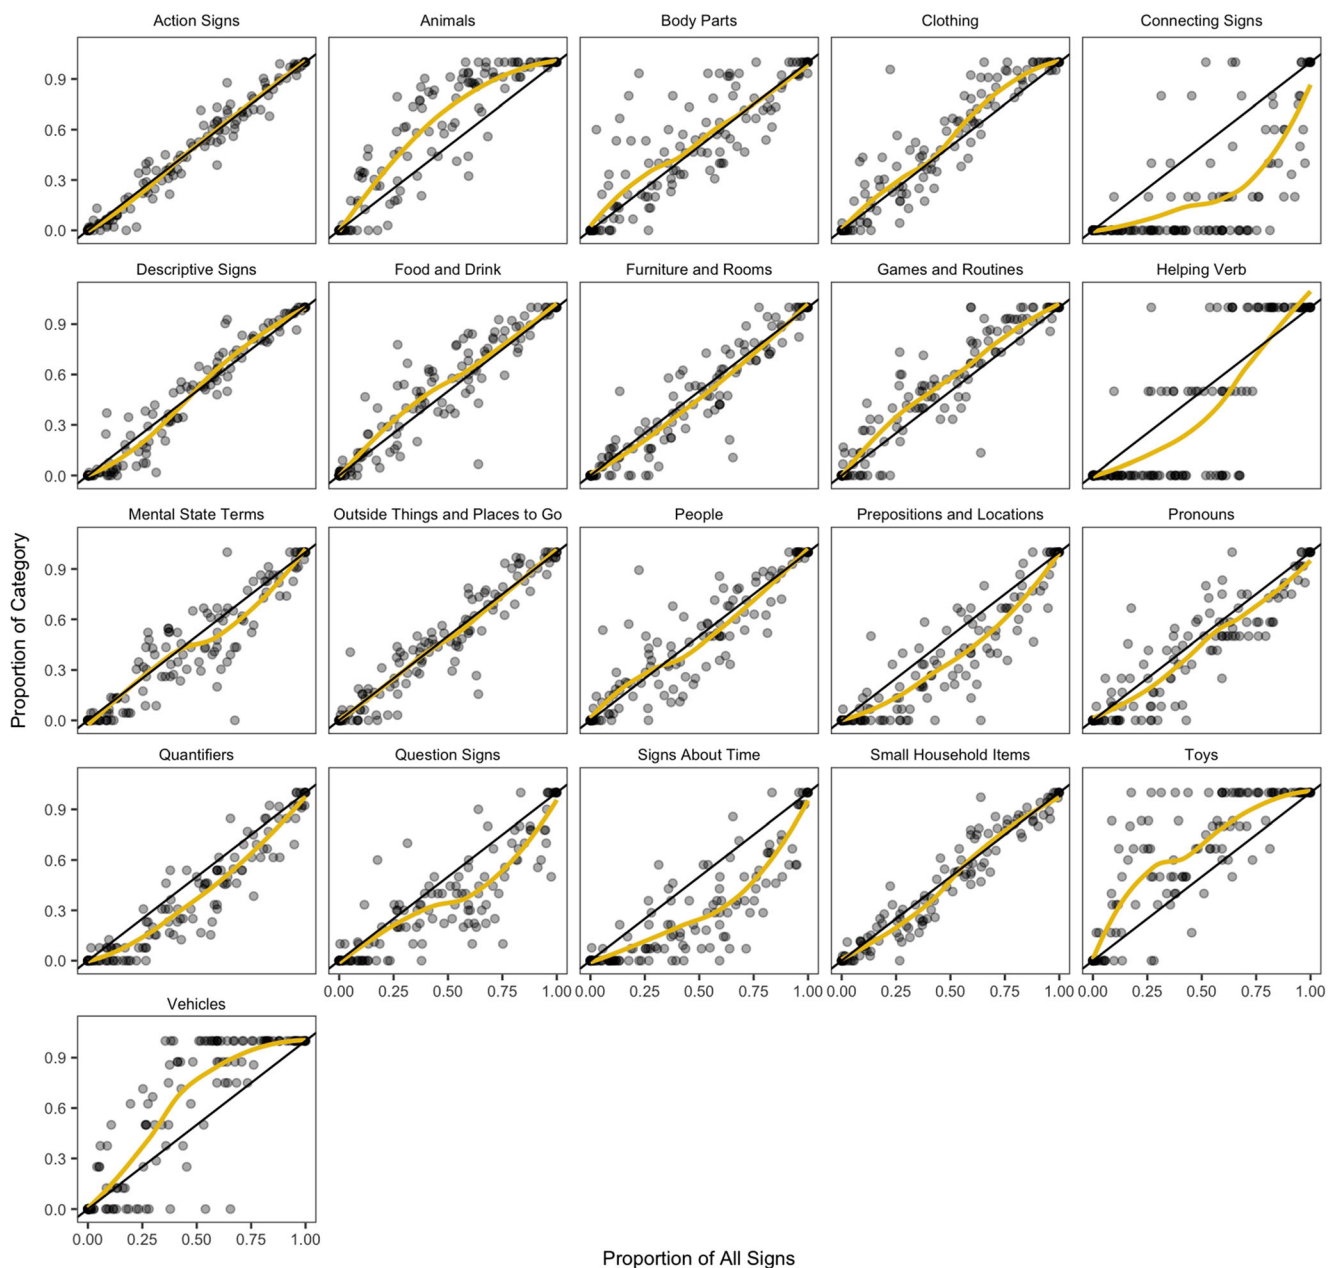 Action Signs Animals Body Parts Clothing Connecting Signs
0.9
0.6
0.3
0.0
Descriptive Signs Food and Drink Furniture and Rooms Games and Routines Helping Verb
0.9
0.6
0.3
0.0
Mental State Terms Outside Things and Places to Go People Prepositions and Locations Pronouns
0.9
0.6
0.3
0.0
Proportion of Category
Quantifiers Question Signs Signs About Time Small Household Items Toys
0.9
0.6
0.3
0.0
0.00 0.25 0.50 0.75 1.00 0.00 0.25 0.50 0.75 1.00 0.00 0.25 0.50 0.75 1.00 0.00 0.25 0.50 0.75 1.00
Vehicles
0.9
0.6
0.3
0.0
0.00 0.25 0.50 0.75 1.00
Proportion of All Signs